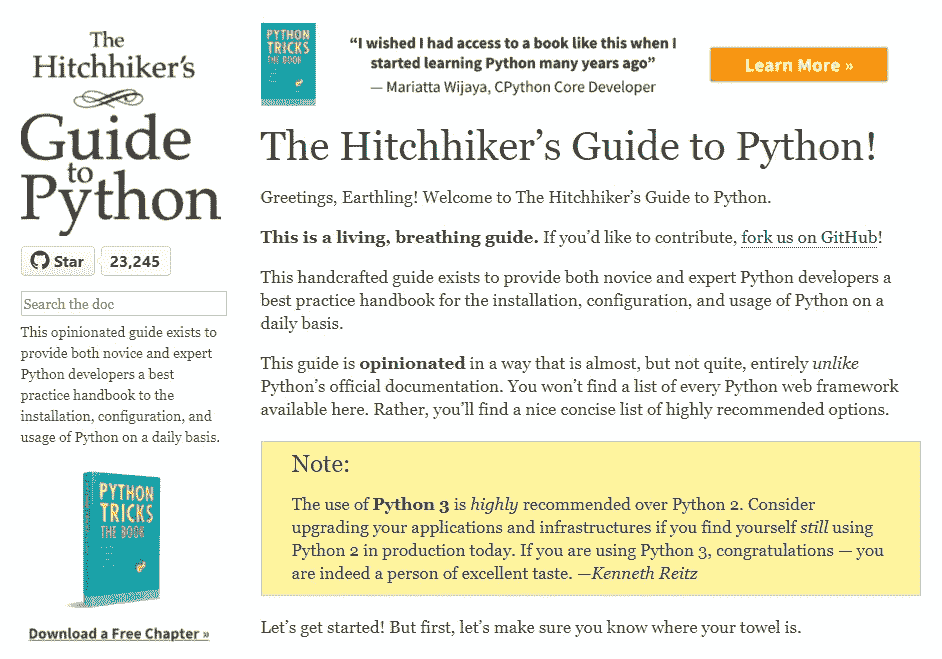 The
Hitchhiker's
Guide
to
Python
Star
23,245
Search the doc
This opinionated guide exists to
provide both novice and expert
Python developers a best
practice handbook to the
installation, configuration, and
usage of Python on a daily basis.
PYTHON
TRICKS
THE BOOK
Download a Free Chapter »
PYTHON
TRICKS
THE BOOK
“I wished I had access to a book like this when I
started learning Python many years ago”
— Mariatta Wijaya, CPython Core Developer
Learn More »
The Hitchhiker’s Guide to Python!
Greetings, Earthling! Welcome to The Hitchhiker’s Guide to Python.
This is a living, breathing guide. If you’d like to contribute, fork us on GitHub!
This handcrafted guide exists to provide both novice and expert Python developers a
best practice handbook for the installation, configuration, and usage of Python on a
daily basis.
This guide is opinionated in a way that is almost, but not quite, entirely unlike
Python’s official documentation. You won’t find a list of every Python web framework
available here. Rather, you’ll find a nice concise list of highly recommended options.
Note:
The use of Python 3 is highly recommended over Python 2. Consider
upgrading your applications and infrastructures if you find yourself still using
Python 2 in production today. If you are using Python 3, congratulations — you
are indeed a person of excellent taste. —Kenneth Reitz
Let’s get started! But first, let’s make sure you know where your towel is.